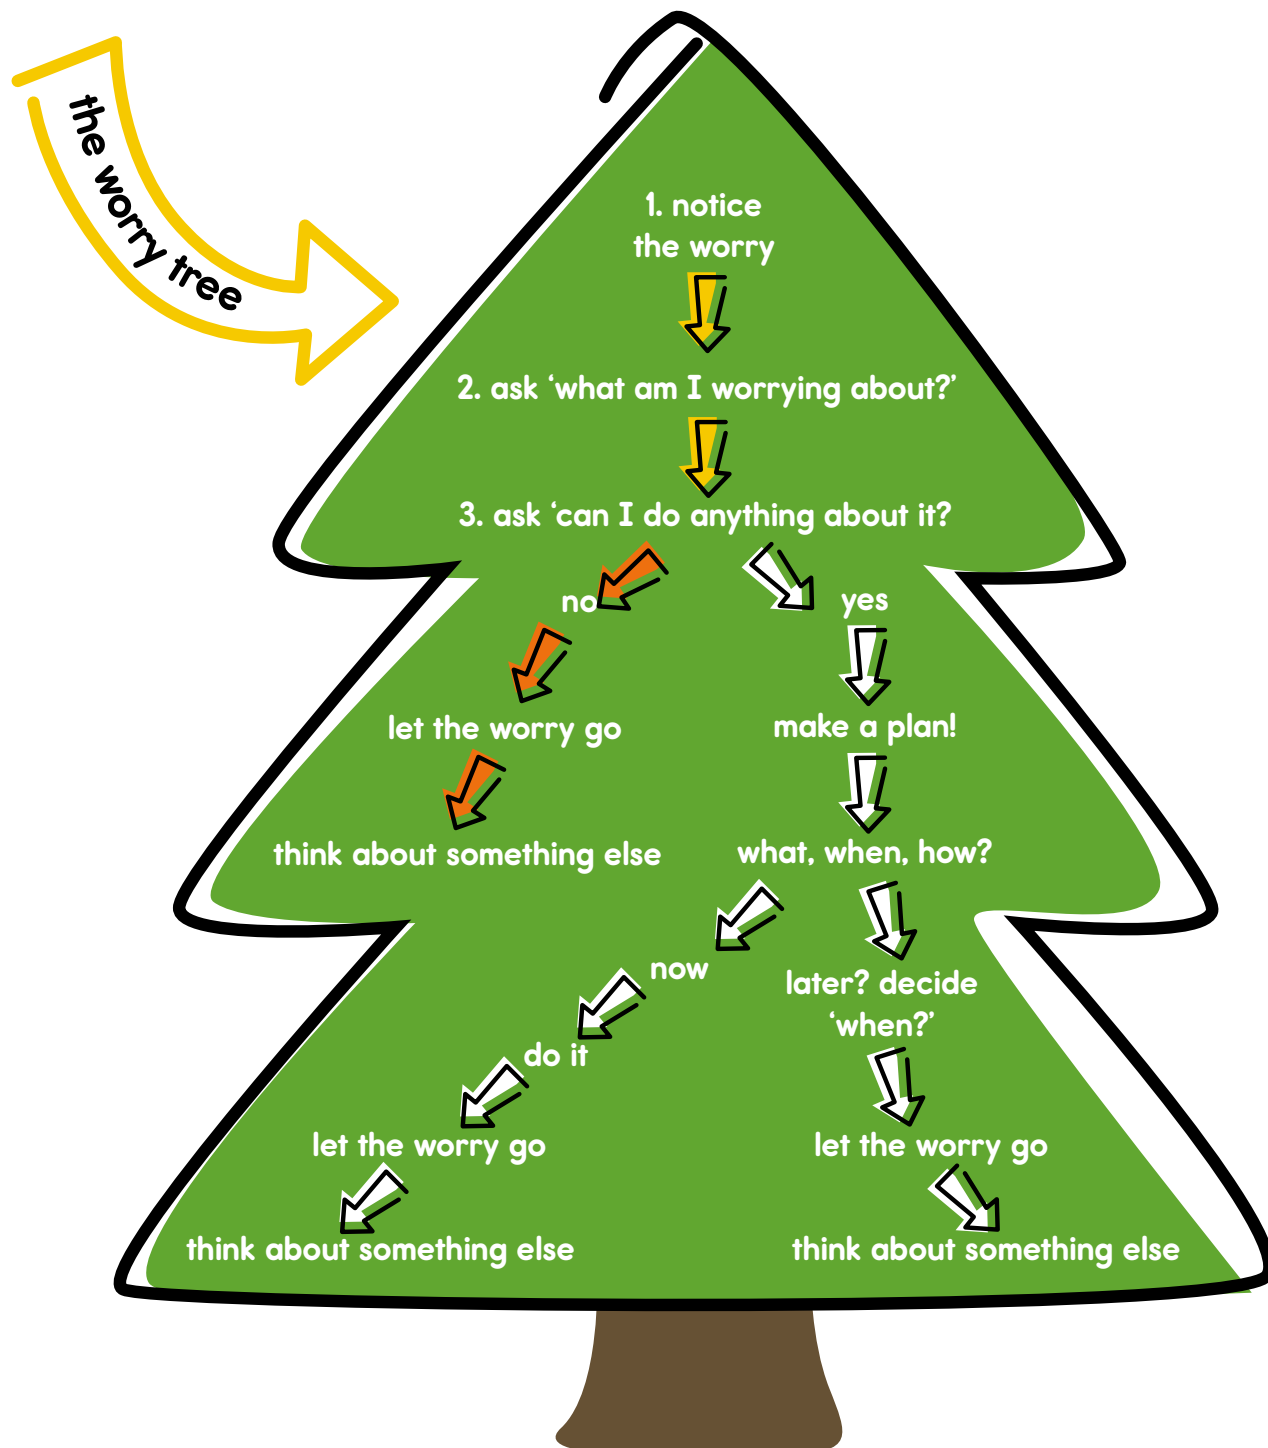 the worry tree
1. notice
the worry
2. ask ‘what am I worrying about?’
3. ask ‘can I do anything about it?
no
yes
let the worry go
make a plan!
think about something else
what, when, how?
now
later? decide
‘when?’
do it
let the worry go
let the worry go
think about something else
think about something else